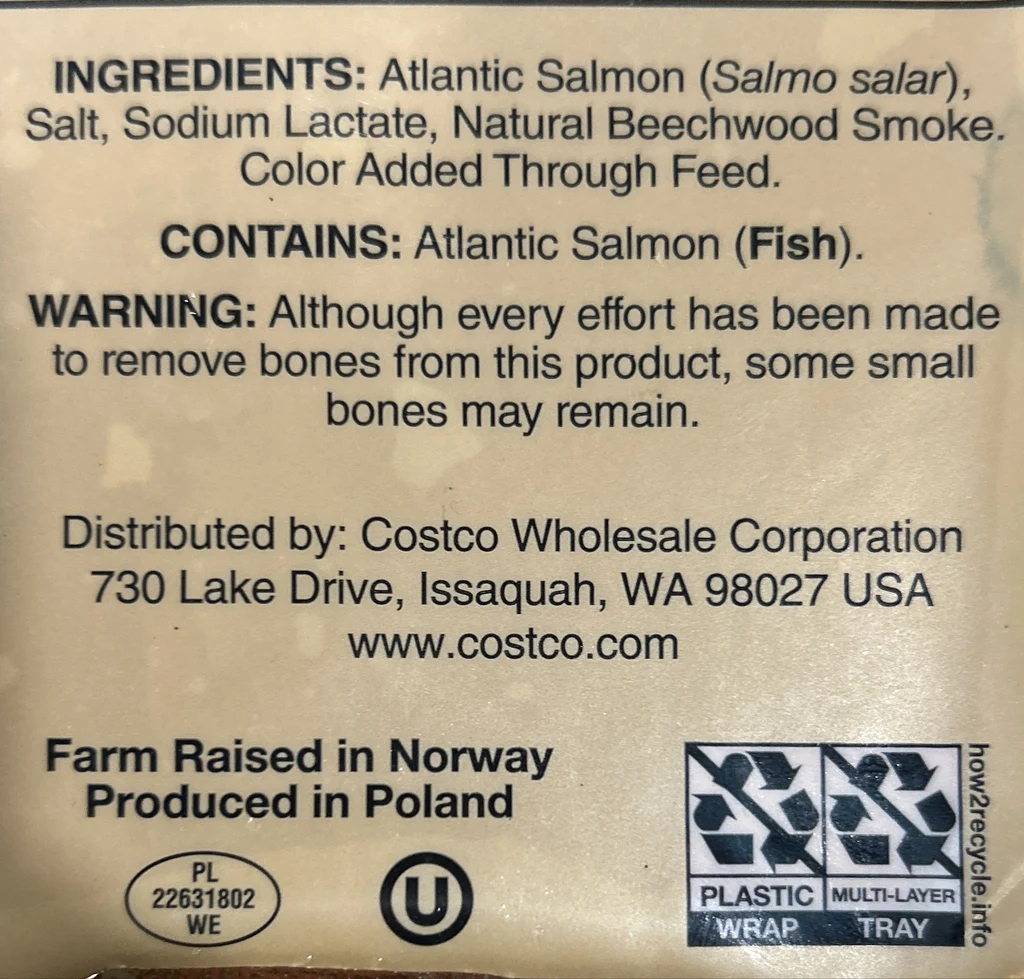 INGREDIENTS: Atlantic Salmon (Salmo salar),
Salt, Sodium Lactate, Natural Beechwood Smoke.
Color Added Through Feed.
CONTAINS: Atlantic Salmon (Fish).
WARNING: Although every effort has been made
to remove bones from this product, some small
bones may remain.
Distributed by: Costco Wholesale Corporation
730 Lake Drive, Issaquah, WA 98027 USA
www.costco.com
Farm Raised in Norway
Produced in Poland
PL
22631802
WE
U
PLASTIC
WRAP
MULTI-LAYER
TRAY
how2recycle.info